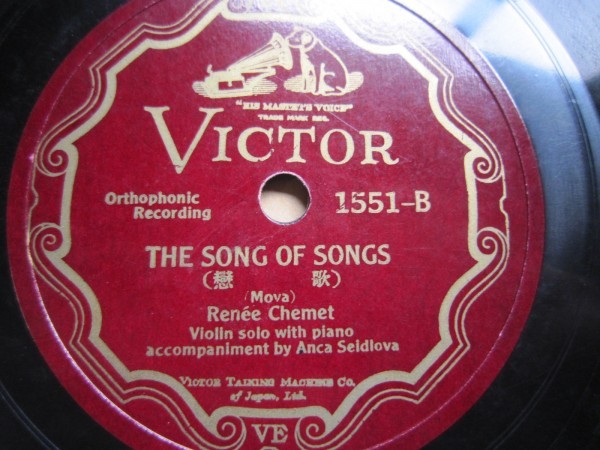 "HIS MASTER'S VOICE"
TRADE MARK REG.
VICTOR
Orthophonic
Recording
1551-B
THE SONG OF SONGS
(戀 歌)
(Moya)
Renée Chemet
Violin solo with piano
accompaniment by Anca Seidlova
VICTOR TALKING MACHINE CO.
of Japan, Ltd.
VE